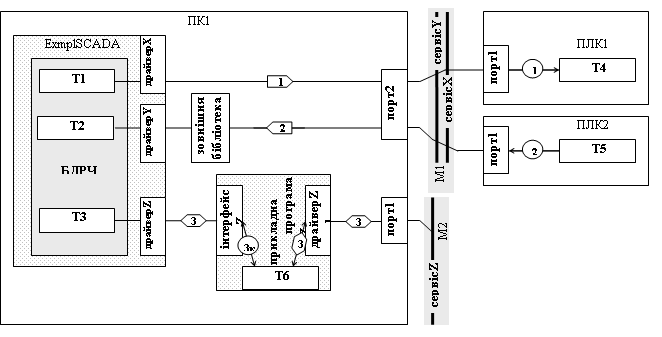 ПК1
ExmplSCADA
T1
T2
БДРЧ
T3
драйверX
драйверY
драйверZ
зовнішня
бібліотека
1
2
3
інтерфейс
Z
прикладна
програма
драйверZ
3к
3
T6
3
порт2
порт1
сервісY
сервісX
M1
M2
сервісZ
ПЛК1
порт1
1
T4
ПЛК2
порт1
2
T5